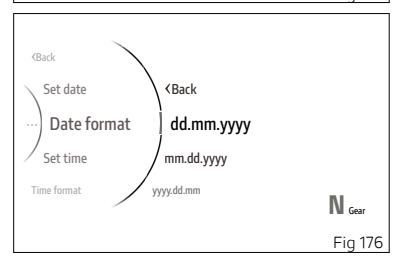 ‹Back
Set date
‹Back
... Date format
dd.mm.yyyy
Set time
mm.dd.yyyy
Time format
yyyy.dd.mm
N Gear
Fig 176